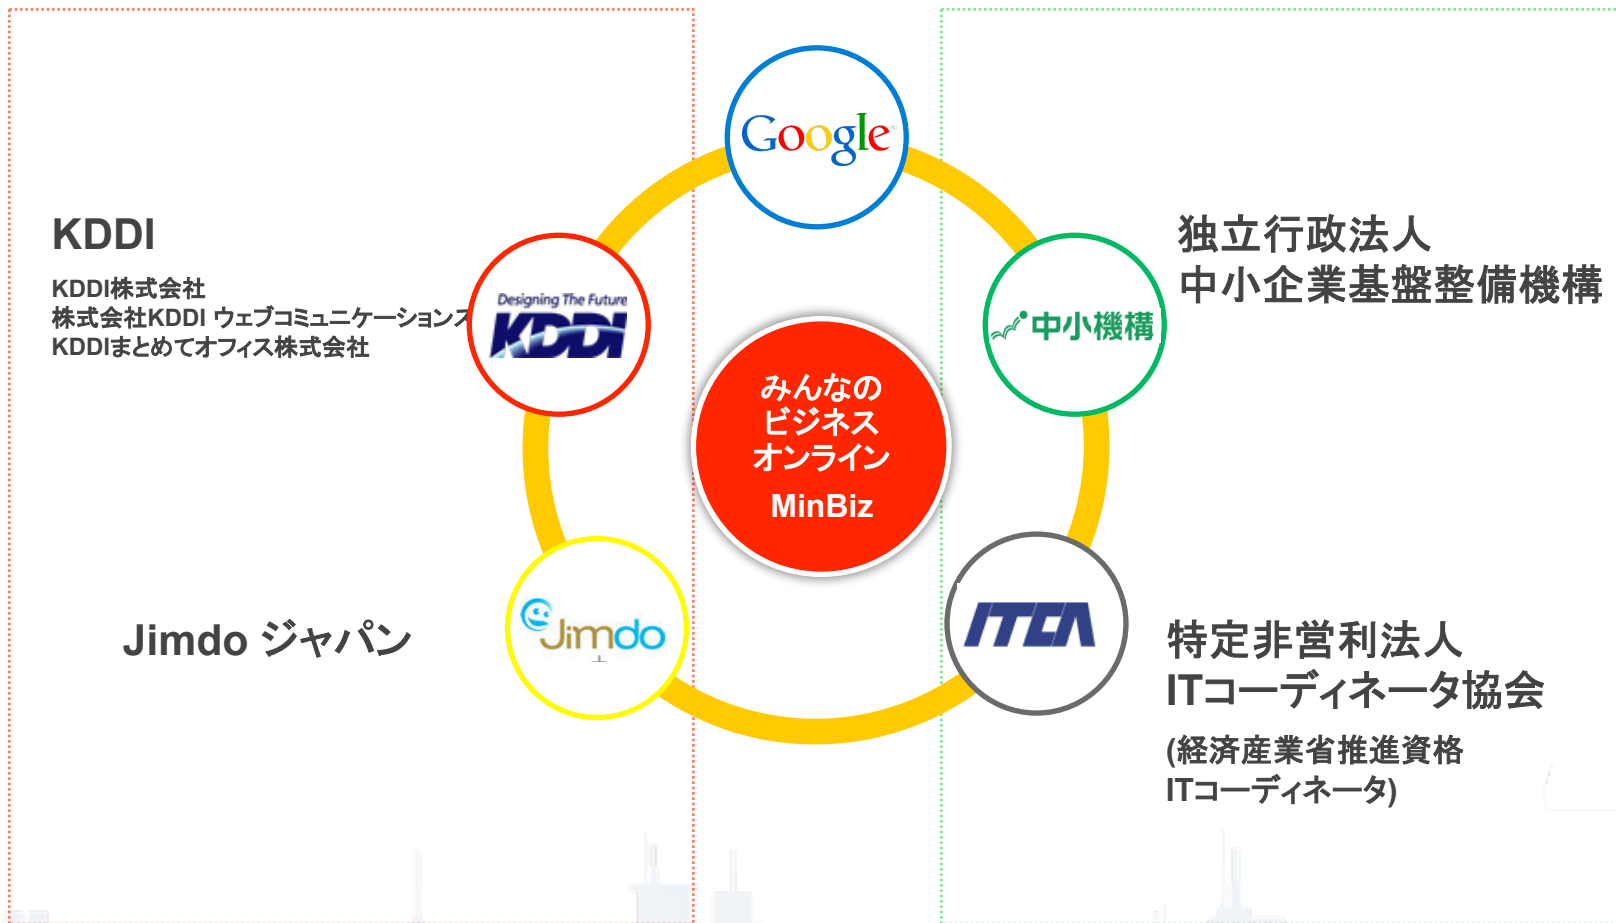 Google
KDDI
KDDI株式会社
株式会社KDDI ウェブコミュニケーションズ
KDDIまとめてオフィス株式会社
Designing The Future
KDDI
独立行政法人
中小企業基盤整備機構
中小機構
みんなの
ビジネス
オンライン
MinBiz
Jimdo ジャパン
Jimdo
ITCA
特定非営利法人
ITコーディネータ協会
(経済産業省推進資格
ITコーディネータ)